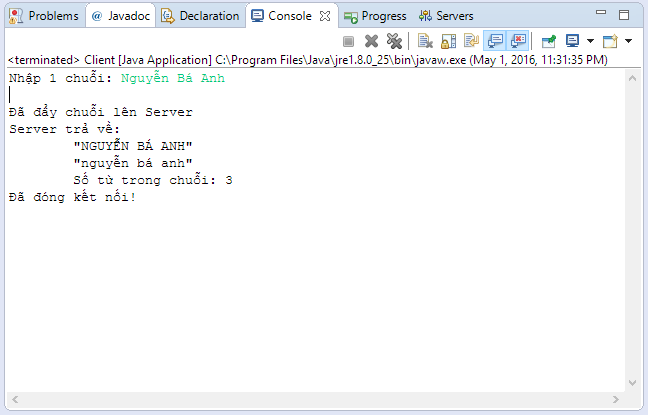 Problems @ Javadoc Declaration Console Progress Servers
<terminated> Client [Java Application] C:\Program Files\Java\jre1.8.0_25\bin\javaw.exe (May 1, 2016, 11:31:35 PM)
Nhập 1 chuỗi: Nguyễn Bá Anh
Đã đẩy chuỗi lên Server
Server trả về:
"NGUYỄN BÁ ANH"
"nguyễn bá anh"
Số từ trong chuỗi: 3
Đã đóng kết nối!